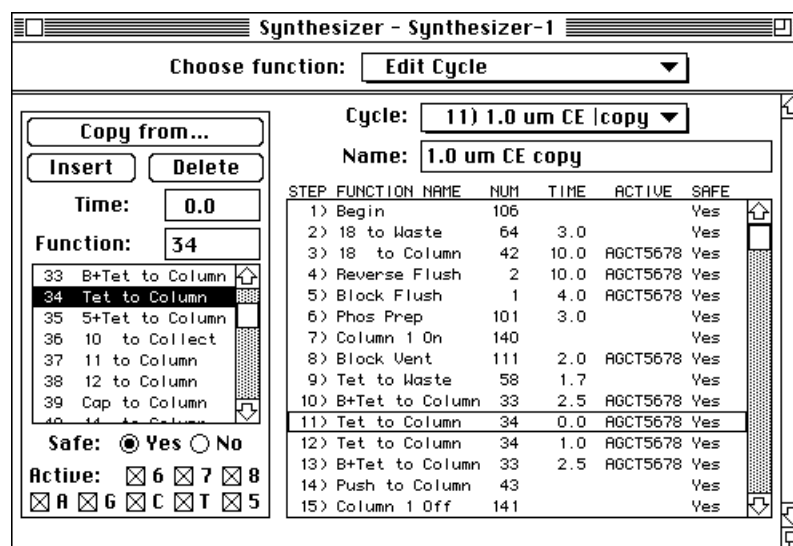 Synthesizer - Synthesizer-1
Choose function: Edit Cycle
Copy from...
Insert Delete
Time: 0.0
Function: 34
33 B+Tet to Column
34 Tet to Column
35 5+Tet to Column
36 10 to Collect
37 11 to Column
38 12 to Column
39 Cap to Column
Safe: Yes No
Active: 6 7 8
A G C T 5
Cycle: 11) 1.0 um CE |copy
Name: 1.0 um CE copy
STEP FUNCTION NAME NUM TIME ACTIVE SAFE
1) Begin 106 Yes
2) 18 to Waste 64 3.0 Yes
3) 18 to Column 42 10.0 AGCT5678 Yes
4) Reverse Flush 2 10.0 AGCT5678 Yes
5) Block Flush 1 4.0 AGCT5678 Yes
6) Phos Prep 101 3.0 Yes
7) Column 1 On 140 Yes
8) Block Vent 111 2.0 AGCT5678 Yes
9) Tet to Waste 58 1.7 Yes
10) B+Tet to Column 33 2.5 AGCT5678 Yes
11) Tet to Column 34 0.0 AGCT5678 Yes
12) Tet to Column 34 1.0 AGCT5678 Yes
13) B+Tet to Column 33 2.5 AGCT5678 Yes
14) Push to Column 43 Yes
15) Column 1 Off 141 Yes